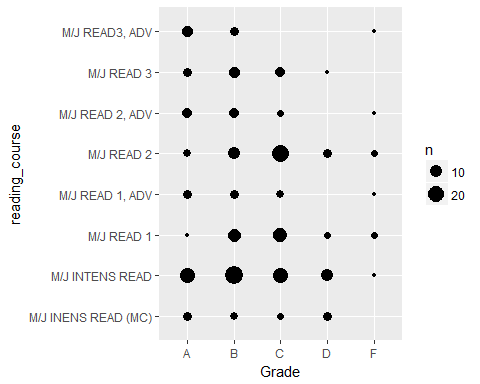 M/J READ3, ADV
M/J READ 3
M/J READ 2, ADV
M/J READ 2
M/J READ 1, ADV
M/J READ 1
M/J INTENS READ
M/J INENS READ (MC)
reading_course
A B C D F
Grade
n
10
20